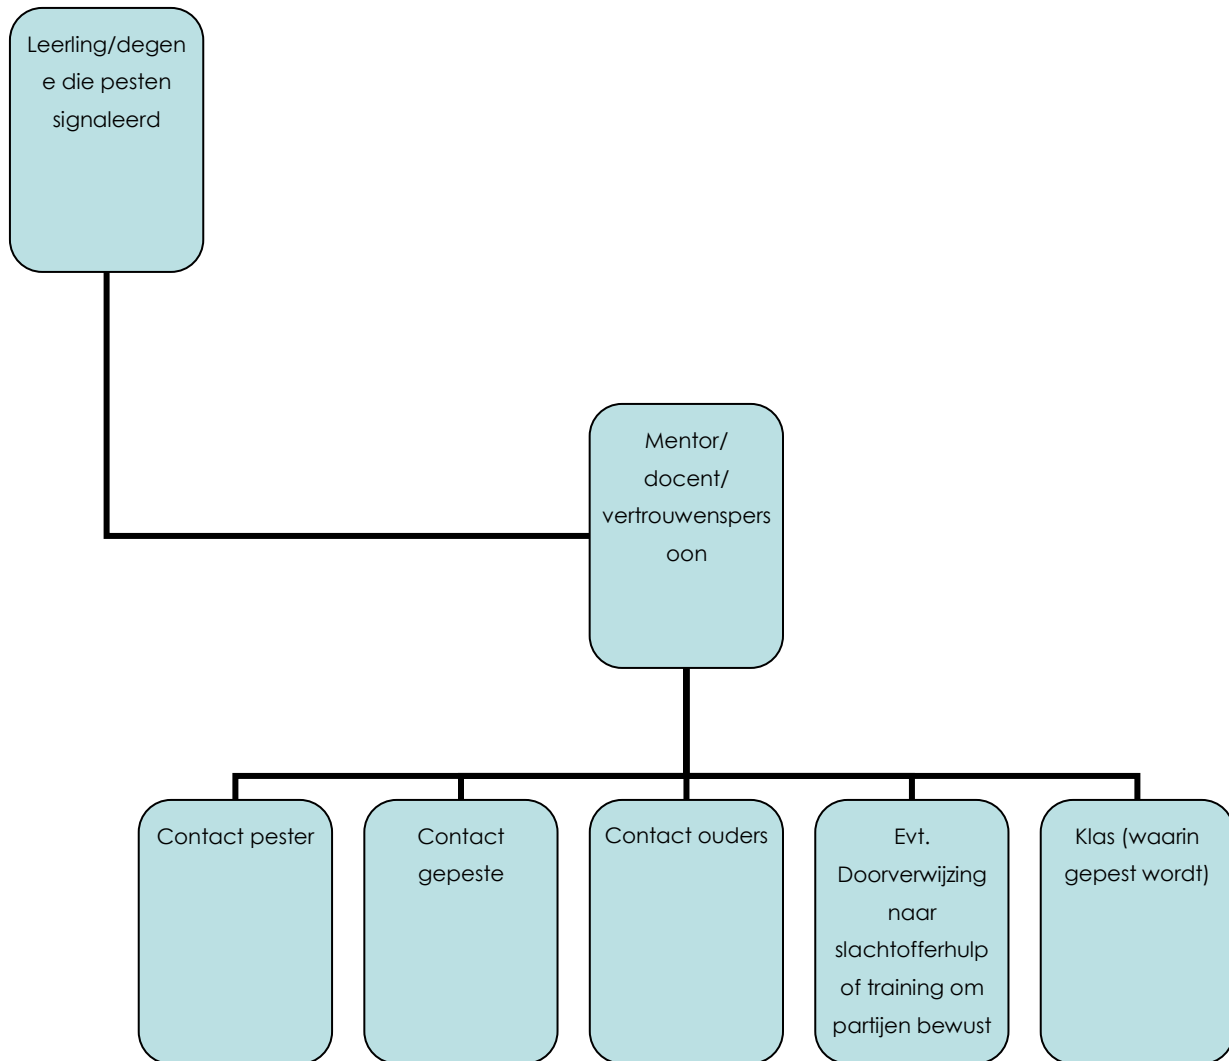 Leerling/degen
e die pesten
signaleerd
Mentor/
docent/
vertrouwenspers
oon
Contact pester
Contact
gepeste
Contact ouders
Evt.
Doorverwijzing
naar
slachtofferhulp
of training om
partijen bewust
Klas (waarin
gepest wordt)